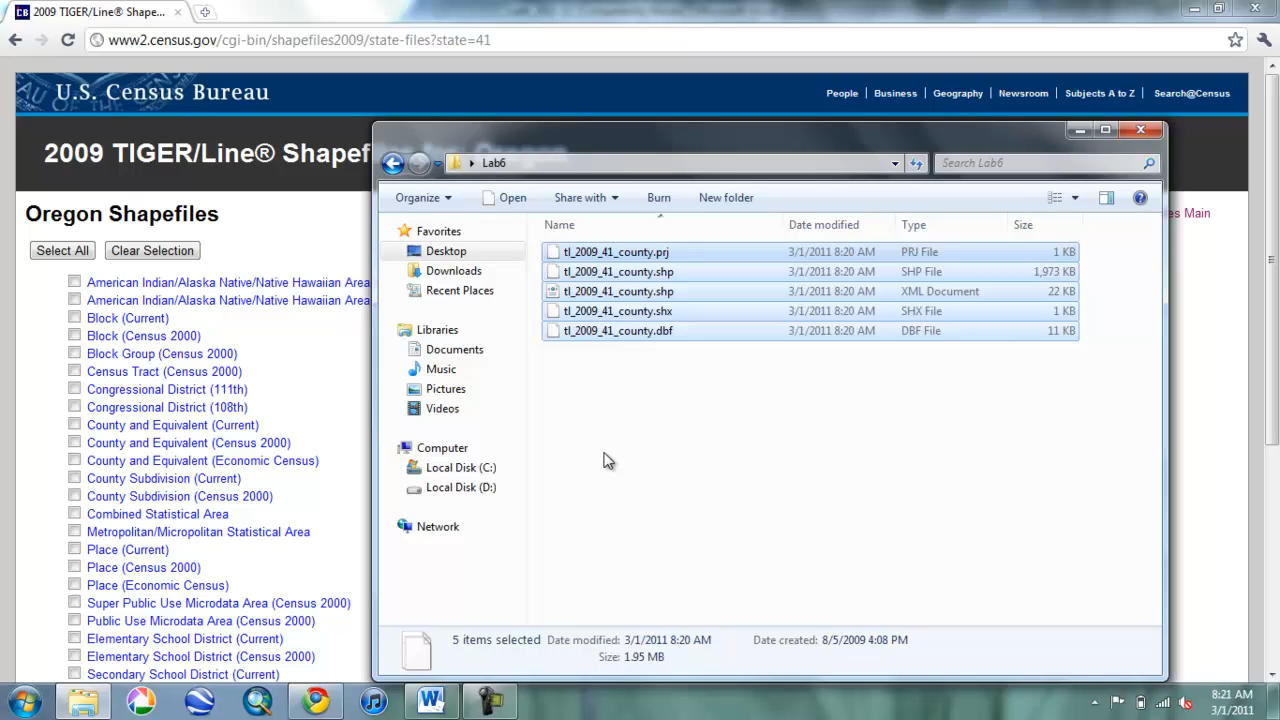 2009 TIGER/Line® Shape...
www2.census.gov/cgi-bin/shapefiles2009/state-files?state=41
U.S. Census Bureau
People Business Geography Newsroom Subjects A to Z Search@Census
2009 TIGER/Line® Shapef
Oregon Shapefiles
es Main
Select All Clear Selection
American Indian/Alaska Native/Native Hawaiian Area
American Indian/Alaska Native/Native Hawaiian Area
Block (Current)
Block (Census 2000)
Block Group (Census 2000)
Census Tract (Census 2000)
Congressional District (111th)
Congressional District (108th)
County and Equivalent (Current)
County and Equivalent (Census 2000)
County and Equivalent (Economic Census)
County Subdivision (Current)
County Subdivision (Census 2000)
Combined Statistical Area
Metropolitan/Micropolitan Statistical Area
Place (Current)
Place (Census 2000)
Place (Economic Census)
Super Public Use Microdata Area (Census 2000)
Public Use Microdata Area (Census 2000)
Elementary School District (Current)
Elementary School District (Census 2000)
Secondary School District (Current)
Lab6
Search Lab6
Organize Open Share with Burn New folder
Favorites
Desktop
Downloads
Recent Places
Libraries
Documents
Music
Pictures
Videos
Computer
Local Disk (C:)
Local Disk (D:)
Network
Name Date modified Type Size
tl_2009_41_county.prj 3/1/2011 8:20 AM PRJ File 1 KB
tl_2009_41_county.shp 3/1/2011 8:20 AM SHP File 1,973 KB
tl_2009_41_county.shp 3/1/2011 8:20 AM XML Document 22 KB
tl_2009_41_county.shx 3/1/2011 8:20 AM SHX File 1 KB
tl_2009_41_county.dbf 3/1/2011 8:20 AM DBF File 11 KB
5 items selected Date modified: 3/1/2011 8:20 AM Date created: 8/5/2009 4:08 PM
Size: 1.95 MB
8:21 AM
3/1/2011